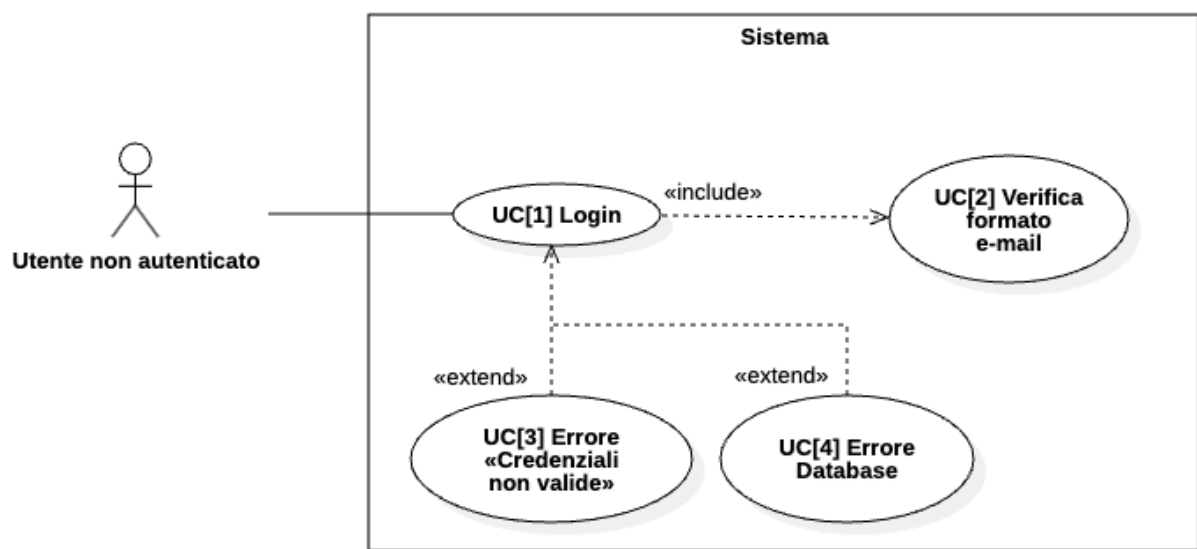 Sistema
«include»
UC[1] Login
UC[2] Verifica
formato
e-mail
Utente non autenticato
«extend»
«extend»
UC[3] Errore
«Credenziali
non valide»
UC[4] Errore
Database